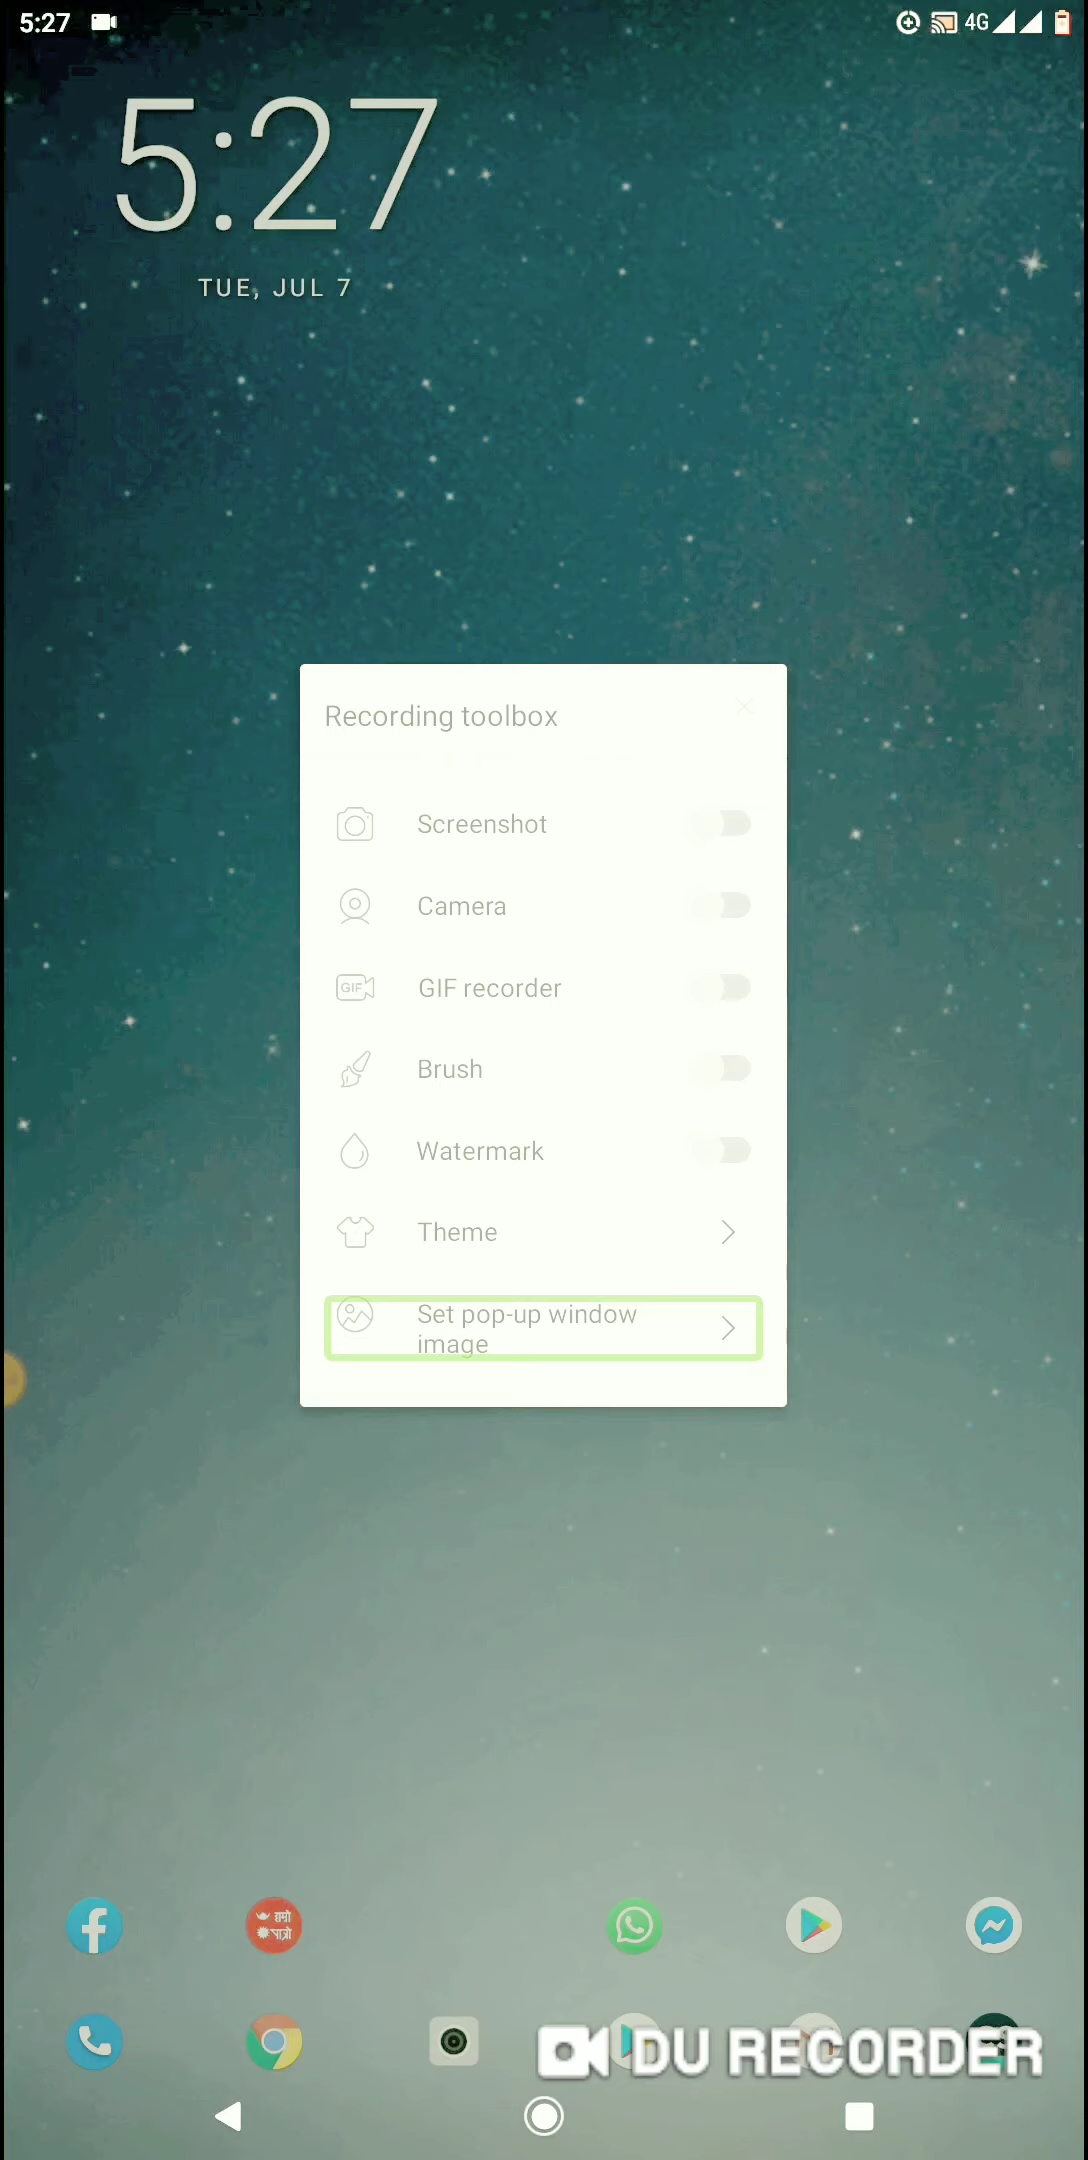 5:27
4G
5:27
TUE, JUL 7
Recording toolbox
Screenshot
Camera
GIF
GIF recorder
Brush
Watermark
Theme
Set pop-up window
image
हाम्रो
पात्रो
DU RECORDER